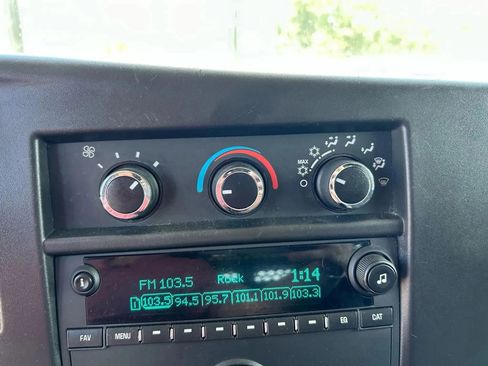 MAX
FM 103.5 Rock 1:14
1 103.5 94.5 95.7 101.1 101.9 103.3
FAV MENU EQ CAT